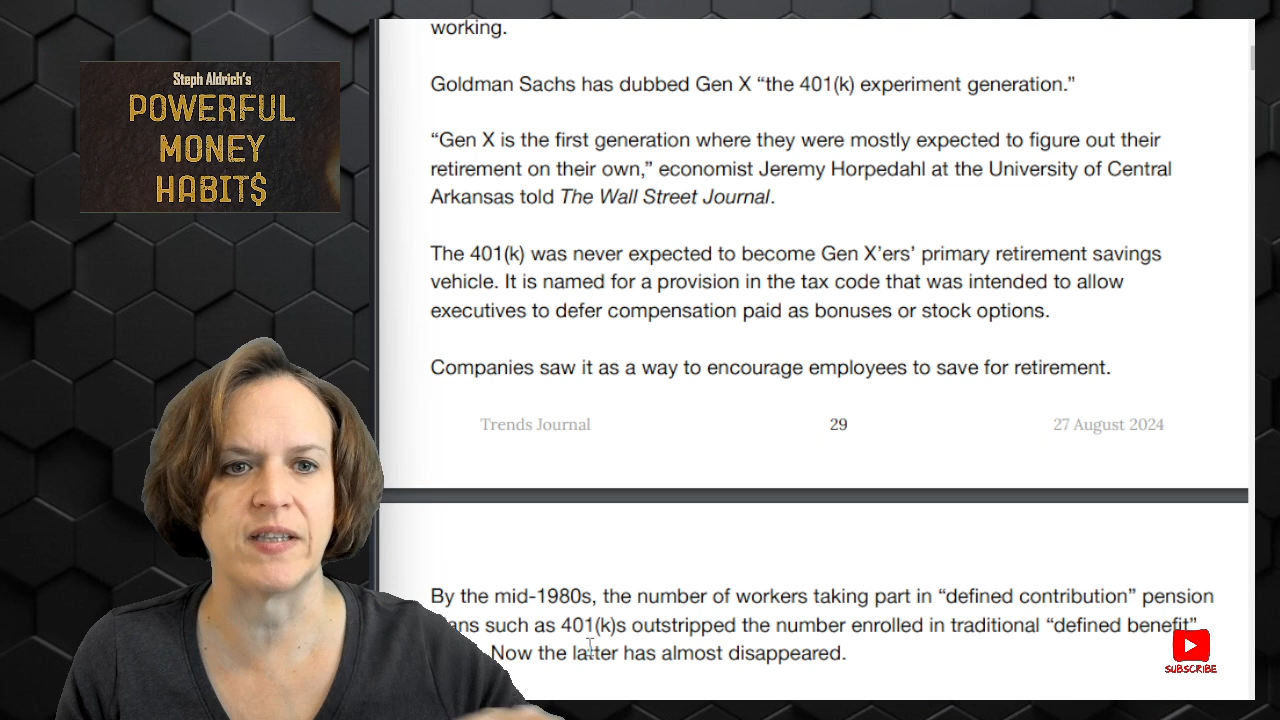 Steph Aldrich's
POWERFUL
MONEY
HABIT$
working.
Goldman Sachs has dubbed Gen X “the 401(k) experiment generation.”
“Gen X is the first generation where they were mostly expected to figure out their
retirement on their own,” economist Jeremy Horpedahl at the University of Central
Arkansas told The Wall Street Journal.
The 401(k) was never expected to become Gen X’ers’ primary retirement savings
vehicle. It is named for a provision in the tax code that was intended to allow
executives to defer compensation paid as bonuses or stock options.
Companies saw it as a way to encourage employees to save for retirement.
Trends Journal 29 27 August 2024
By the mid-1980s, the number of workers taking part in “defined contribution” pension
such as 401(k)s outstripped the number enrolled in traditional “defined benefit”
Now the latter has almost disappeared.
SUBSCRIBE